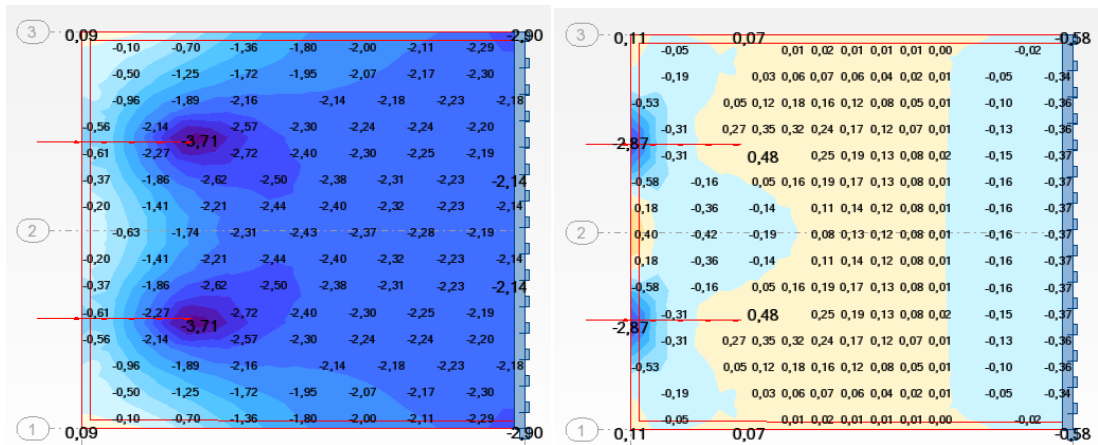 3 0,09 -2,90
-0,10 -0,70 -1,36 -1,80 -2,00 -2,11 -2,29
-0,50 -1,25 -1,72 -1,95 -2,07 -2,17 -2,30
-0,96 -1,89 -2,16 -2,14 -2,18 -2,23 -2,18
-0,56 -2,14 -2,57 -2,30 -2,24 -2,24 -2,20
-3,71
-0,61 -2,27 -2,72 -2,40 -2,30 -2,25 -2,19
-0,37 -1,86 -2,62 -2,50 -2,38 -2,31 -2,23 -2,14
-0,20 -1,41 -2,21 -2,44 -2,40 -2,32 -2,23 -2,14
2 -0,63 -1,74 -2,31 -2,43 -2,37 -2,28 -2,19
-0,20 -1,41 -2,21 -2,44 -2,40 -2,32 -2,23 -2,14
-0,37 -1,86 -2,62 -2,50 -2,38 -2,31 -2,23 -2,14
-0,61 -2,27 -2,72 -2,40 -2,30 -2,25 -2,19
-3,71
-0,56 -2,14 -2,57 -2,30 -2,24 -2,24 -2,20
-0,96 -1,89 -2,16 -2,14 -2,18 -2,23 -2,18
-0,50 -1,25 -1,72 -1,95 -2,07 -2,17 -2,30
-0,10 -0,70 -1,36 -1,80 -2,00 -2,11 -2,29
1 0,09 -2,90
3 0,11 0,07 -0,58
-0,05 0,01 0,02 0,01 0,01 0,01 0,00 -0,02
-0,19 0,03 0,06 0,07 0,06 0,04 0,02 0,01 -0,05 -0,34
-0,53 0,05 0,12 0,18 0,16 0,12 0,08 0,05 0,01 -0,10 -0,36
-0,31 0,27 0,35 0,32 0,24 0,17 0,12 0,07 0,01 -0,13 -0,36
-2,87
-0,31 0,48 0,25 0,19 0,13 0,08 0,02 -0,15 -0,37
-0,58 -0,16 0,05 0,16 0,19 0,17 0,13 0,08 0,01 -0,16 -0,37
0,18 -0,36 -0,14 0,11 0,14 0,12 0,08 0,01 -0,16 -0,37
2 0,40 -0,42 -0,19 0,08 0,13 0,12 0,08 0,01 -0,16 -0,37
0,18 -0,36 -0,14 0,11 0,14 0,12 0,08 0,01 -0,16 -0,37
-0,58 -0,16 0,05 0,16 0,19 0,17 0,13 0,08 0,01 -0,16 -0,37
-0,31 0,48 0,25 0,19 0,13 0,08 0,02 -0,15 -0,37
-2,87
-0,31 0,27 0,35 0,32 0,24 0,17 0,12 0,07 0,01 -0,13 -0,36
-0,53 0,05 0,12 0,18 0,16 0,12 0,08 0,05 0,01 -0,10 -0,36
-0,19 0,03 0,06 0,07 0,06 0,04 0,02 0,01 -0,05 -0,34
-0,05 0,01 0,02 0,01 0,01 0,01 0,00 -0,02
1 0,11 0,07 -0,58